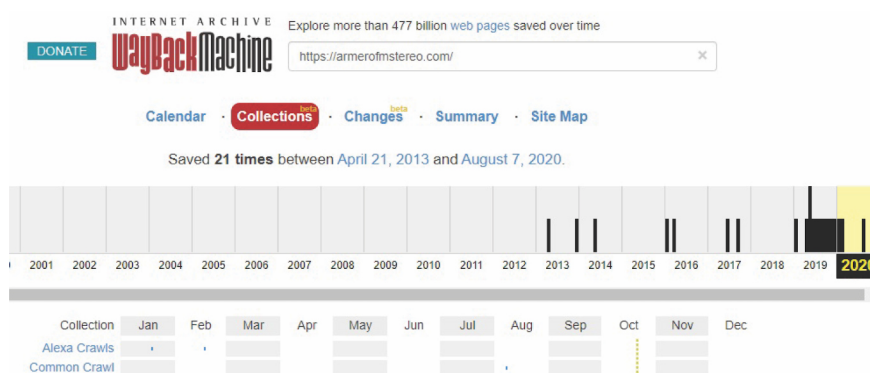 INTERNET ARCHIVE
WayBackMachine
DONATE
Explore more than 477 billion web pages saved over time
https://armerofmstereo.com/ ×
Calendar · Collections beta · Changes beta · Summary · Site Map
Saved 21 times between April 21, 2013 and August 7, 2020.
2001 2002 2003 2004 2005 2006 2007 2008 2009 2010 2011 2012 2013 2014 2015 2016 2017 2018 2019 2020
Collection Jan Feb Mar Apr May Jun Jul Aug Sep Oct Nov Dec
Alexa Crawls
Common Crawl